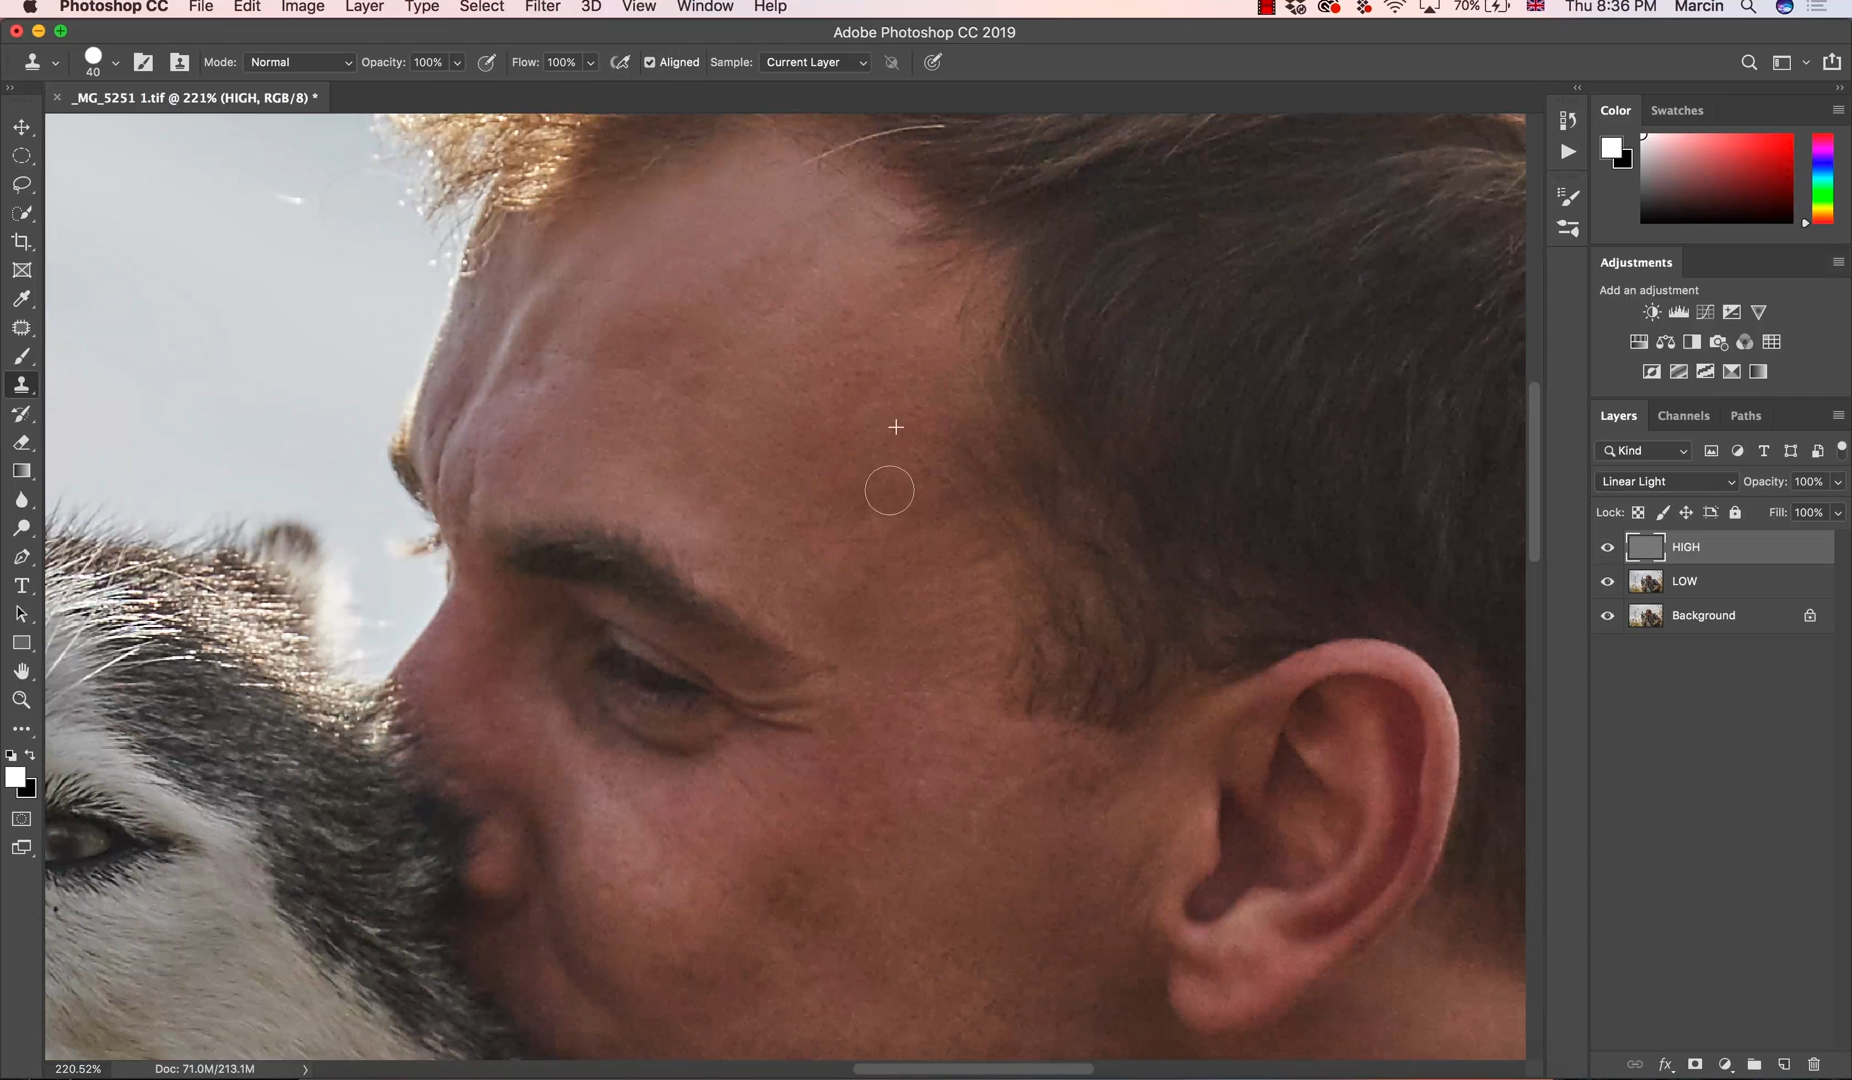 Photoshop CC File Edit Image Layer Type Select Filter 3D View Window Help 70% Thu 8:36 PM Marcin
Adobe Photoshop CC 2019
40 Mode: Normal Opacity: 100% Flow: 100% Aligned Sample: Current Layer
_MG_5251 1.tif @ 221% (HIGH, RGB/8) *
Color Swatches
Adjustments
Add an adjustment
Layers Channels Paths
Kind
Linear Light Opacity: 100%
Lock: Fill: 100%
HIGH
LOW
Background
220.52% Doc: 71.0M/213.1M